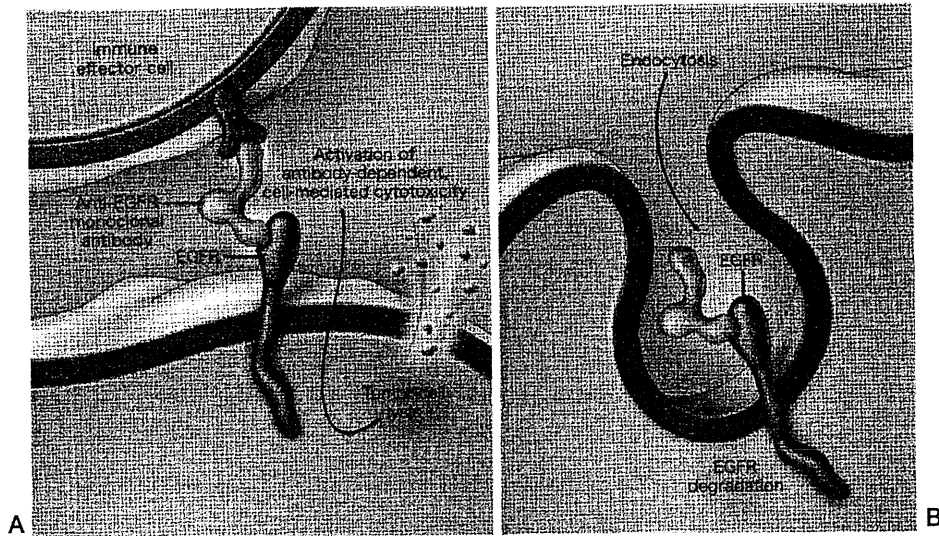 Immune
effector cell
Activation of
antibody-dependent
cell-mediated cytotoxicity
Anti-EGFR
monoclonal
antibody
EGFR
Tumor cell
lysis
A
Endocytosis
EGFR
EGFR
degradation
B